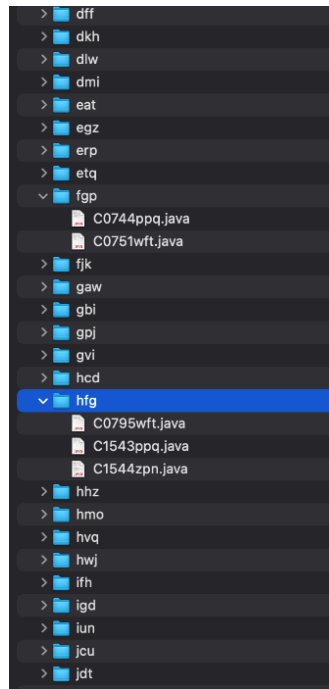 dff
dkh
dlw
dmi
eat
egz
erp
etq
fgp
C0744ppq.java
C0751wft.java
fjk
gaw
gbi
gpj
gvi
hcd
hfg
C0795wft.java
C1543ppq.java
C1544zpn.java
hhz
hmo
hvq
hwj
ifh
igd
iun
jcu
jdt